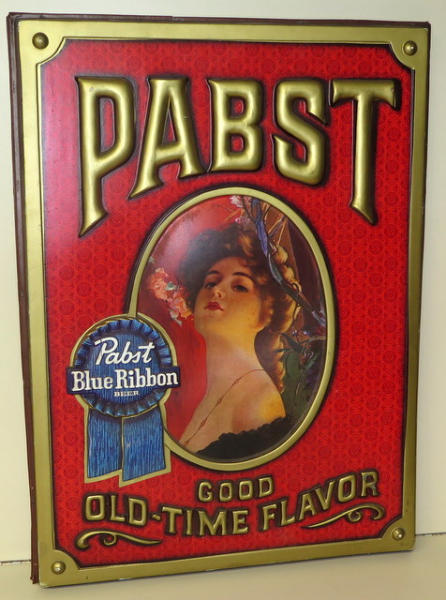 PABST
Pabst
Blue Ribbon
BEER
GOOD
OLD-TIME FLAVOR